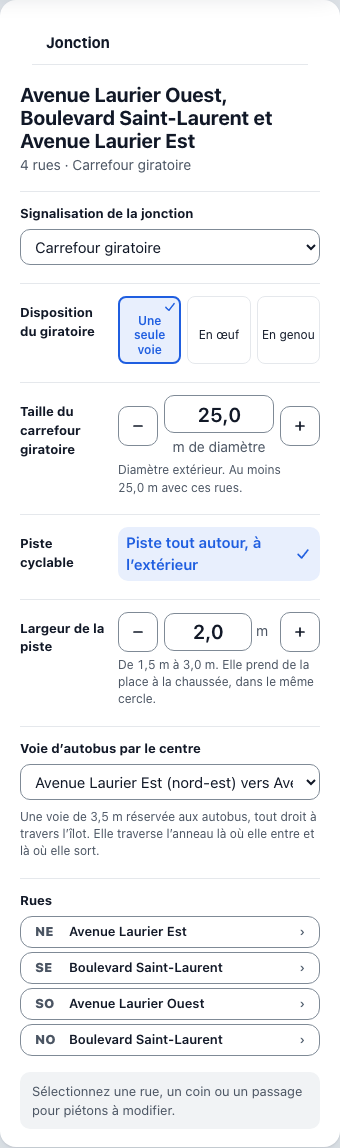 Jonction
Avenue Laurier Ouest,
Boulevard Saint-Laurent et
Avenue Laurier Est
4 rues · Carrefour giratoire
Signalisation de la jonction
Carrefour giratoire
Disposition
du giratoire
Une
seule
voie
En œuf
En genou
Taille du
carrefour
giratoire
−
25,0
+
m de diamètre
Diamètre extérieur. Au moins
25,0 m avec ces rues.
Piste
cyclable
Piste tout autour, à
l’extérieur
Largeur de la
piste
−
2,0
m
+
De 1,5 m à 3,0 m. Elle prend de la
place à la chaussée, dans le même
cercle.
Voie d’autobus par le centre
Avenue Laurier Est (nord-est) vers Ave
Une voie de 3,5 m réservée aux autobus, tout droit à
travers l’îlot. Elle traverse l’anneau là où elle entre et
là où elle sort.
Rues
NE Avenue Laurier Est ›
SE Boulevard Saint-Laurent ›
SO Avenue Laurier Ouest ›
NO Boulevard Saint-Laurent ›
Sélectionnez une rue, un coin ou un passage
pour piétons à modifier.